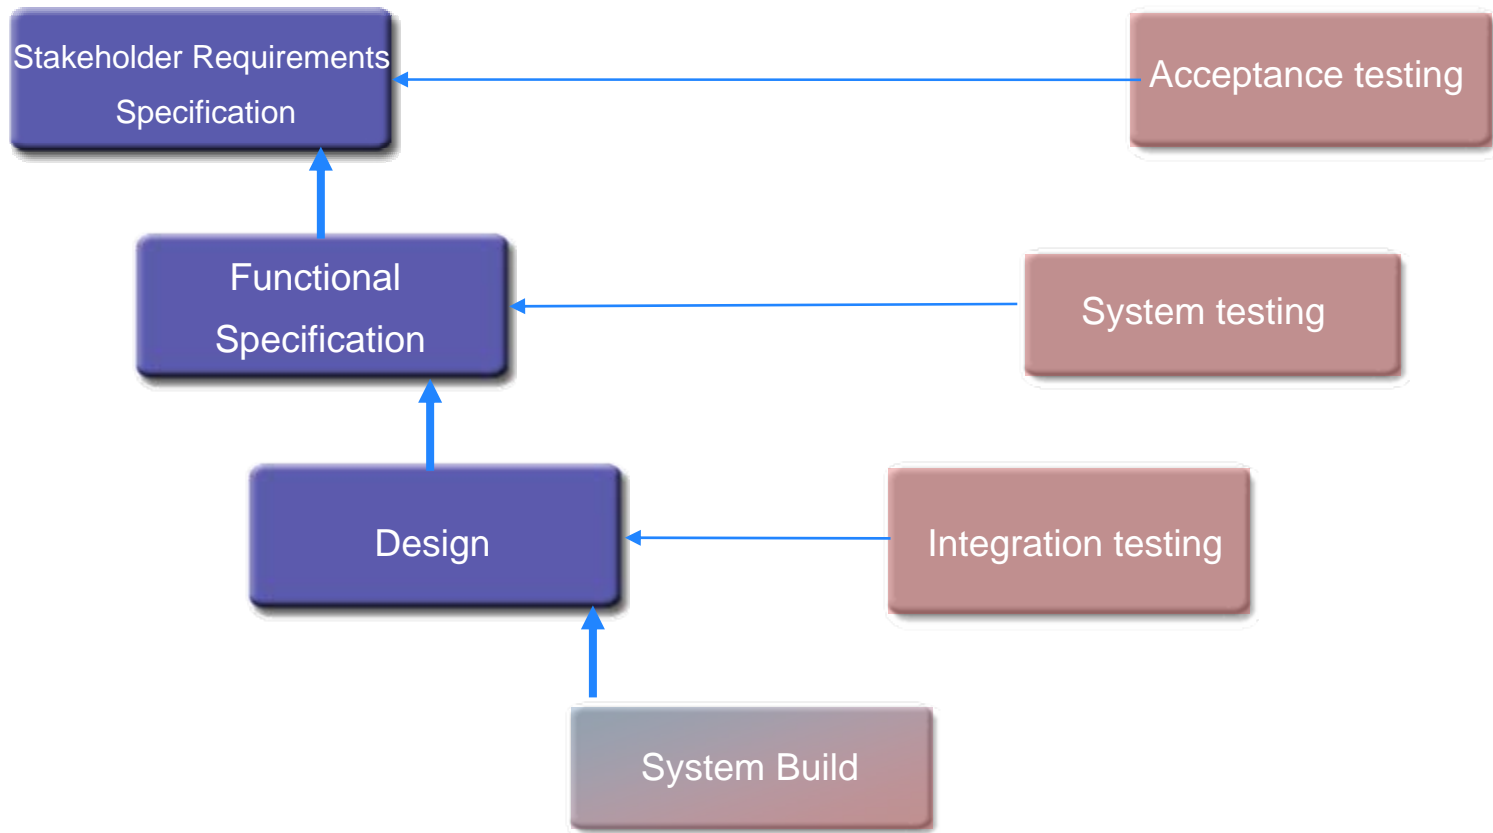 Stakeholder Requirements
Specification
Acceptance testing
Functional
Specification
System testing
Design
Integration testing
System Build